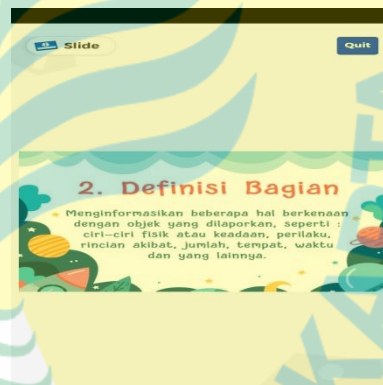 Slide
Quit
2. Definisi Bagian
Menginformasikan beberapa hal berkenaan
dengan objek yang dilaporkan, seperti :
ciri-ciri fisik atau keadaan, perilaku,
rincian akibat, jumlah, tempat, waktu
dan yang lainnya.